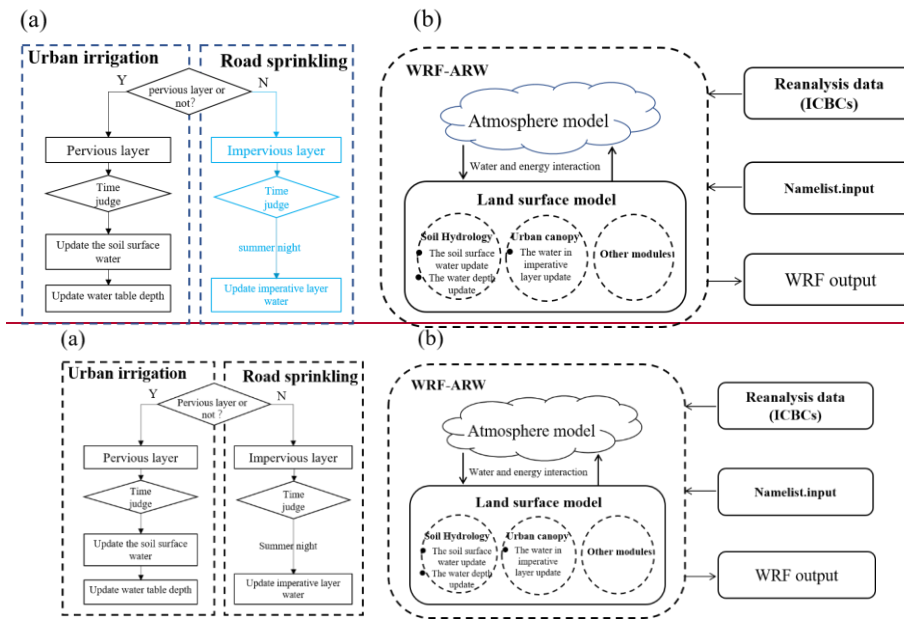 (a)
Urban irrigation
Road sprinkling
Y
N
pervious layer or
not?
Pervious layer
Impervious layer
Time
judge
Time
judge
summer night
Update the soil surface
water
Update water table depth
Update imperative layer
water
(b)
WRF-ARW
Atmosphere model
Water and energy interaction
Land surface model
Soil Hydrology
The soil surface
water update
The water depth
update
Urban canopy
The water in
imperative
layer update
Other modules
Reanalysis data
(ICBCs)
Namelist.input
WRF output
(a)
Urban irrigation
Road sprinkling
Y
N
Pervious layer or
not ?
Pervious layer
Impervious layer
Time
judge
Time
judge
Summer night
Update the soil surface
water
Update water table depth
Update imperative layer
water
(b)
WRF-ARW
Atmosphere model
Water and energy interaction
Land surface model
Soil Hydrology
The soil surface
water update
The water depth
update
Urban canopy
The water in
imperative
layer update
Other modules
Reanalysis data
(ICBCs)
Namelist.input
WRF output